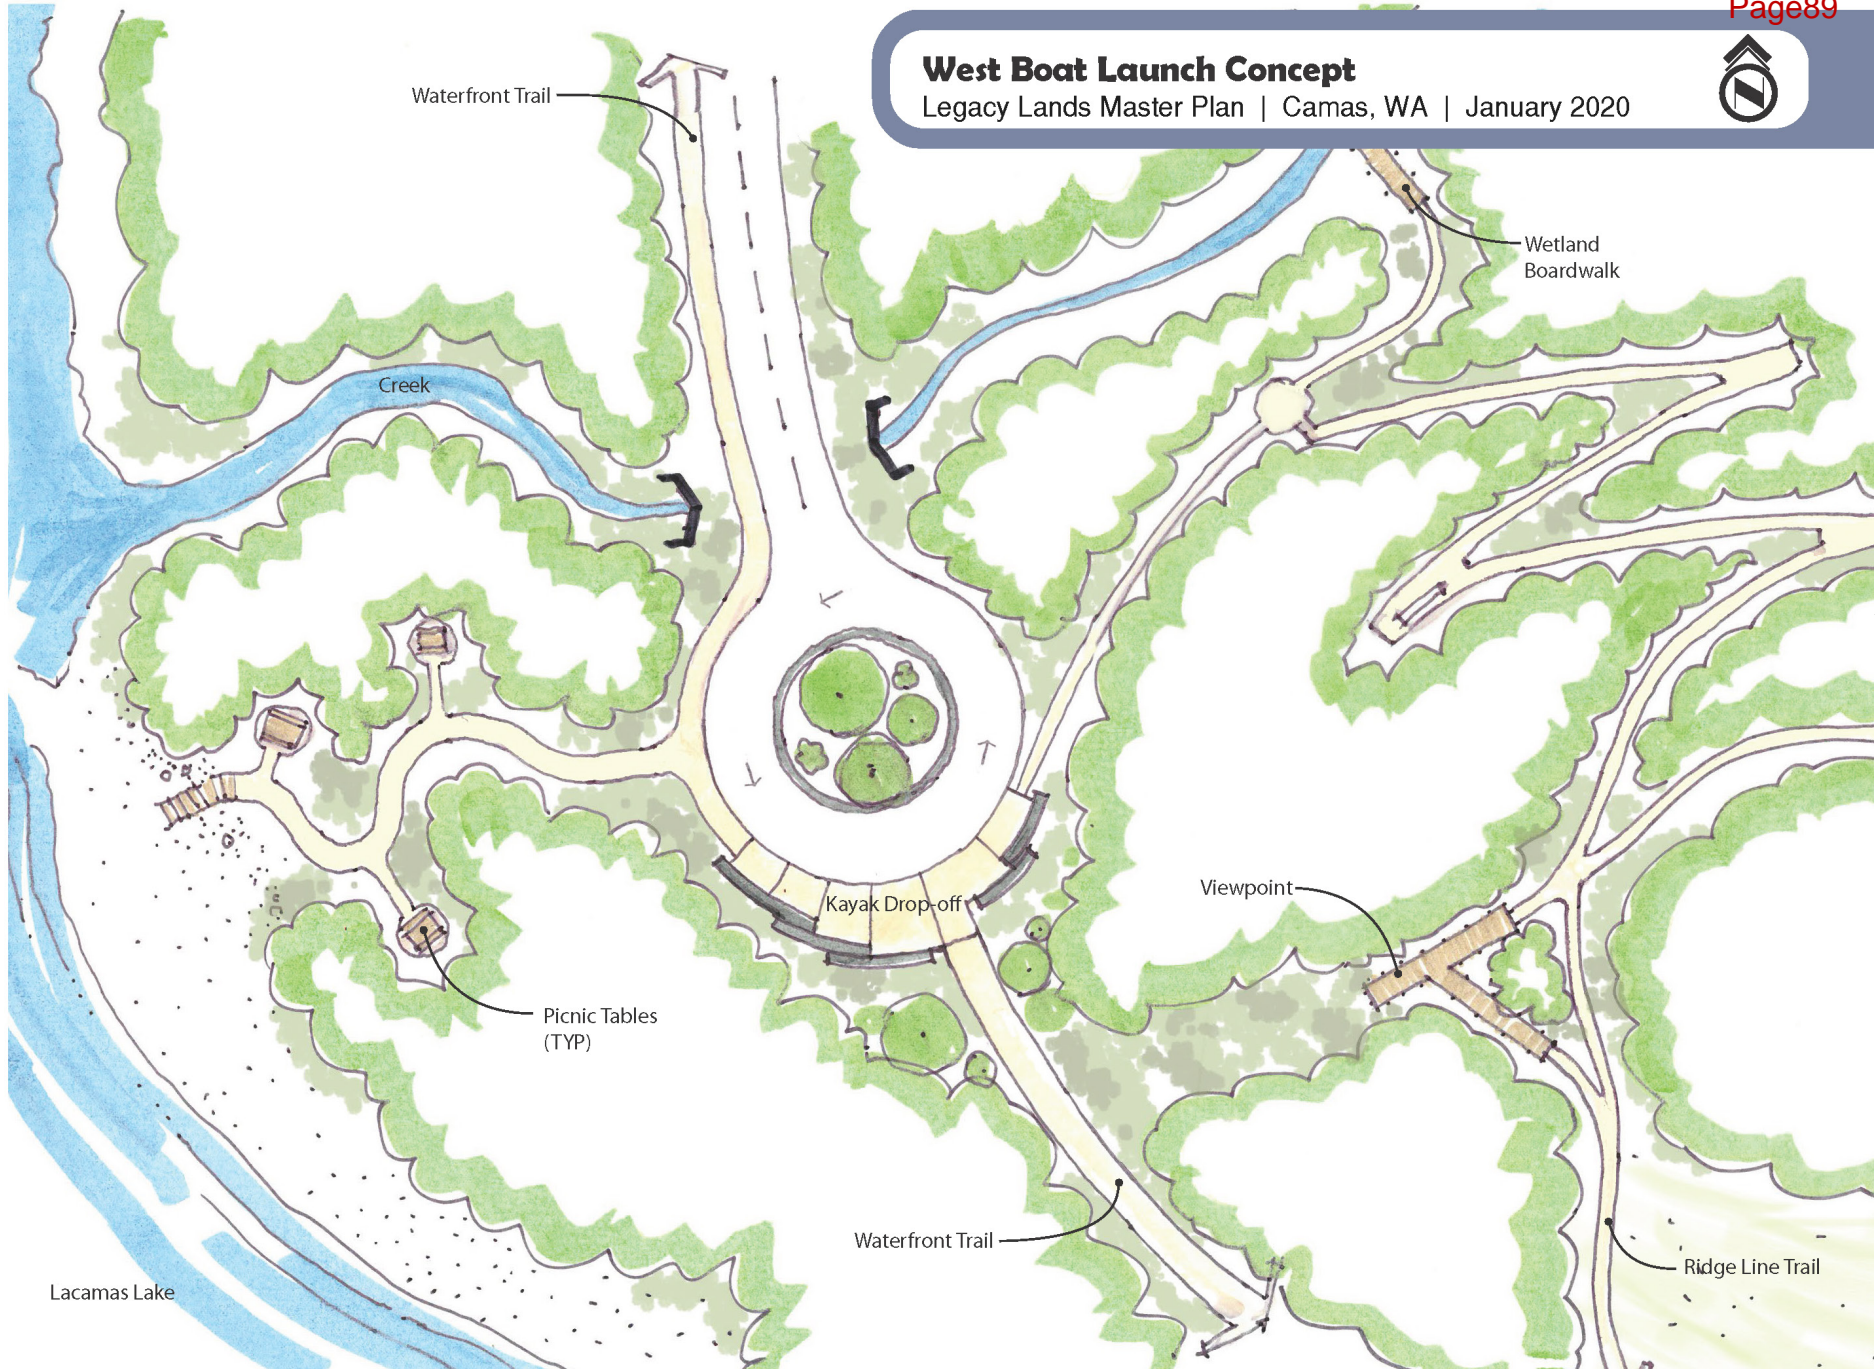 Page89
West Boat Launch Concept
Legacy Lands Master Plan | Camas, WA | January 2020
N
Waterfront Trail
Wetland
Boardwalk
Creek
Viewpoint
Kayak Drop-off
Picnic Tables
(TYP)
Waterfront Trail
Ridge Line Trail
Lacamas Lake